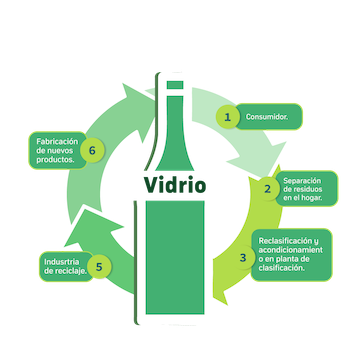 1
Consumidor.
2
Separación
de residuos
en el hogar.
3
Reclasificación y
acondicionamient
o en planta de
clasificación.
5
Indusrtria
de reciclaje.
6
Fabricación
de nuevos
productos.
Vidrio